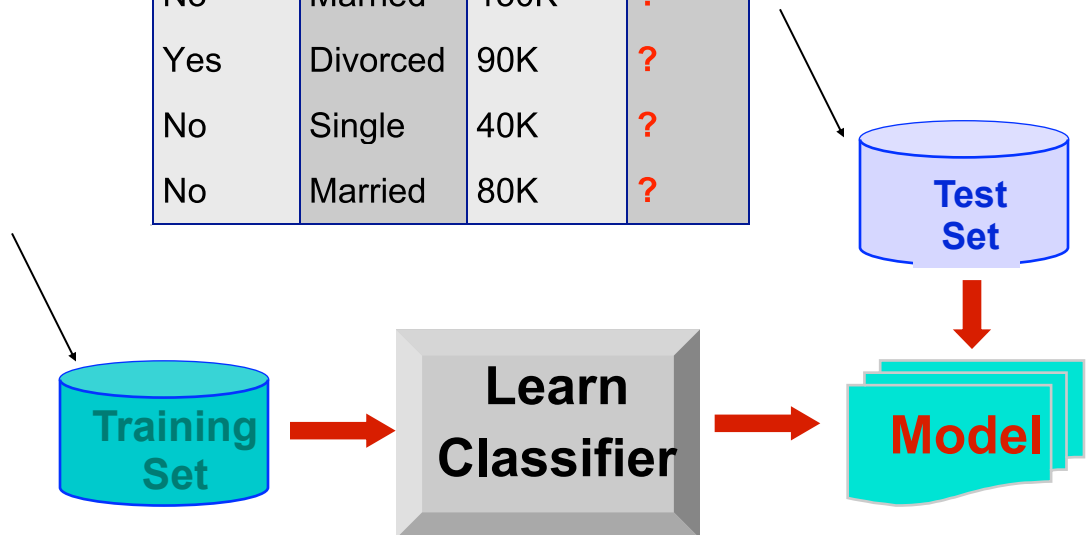 Yes Divorced 90K ?
No Single 40K ?
No Married 80K ?
Test
Set
Training
Set
Learn
Classifier
Model